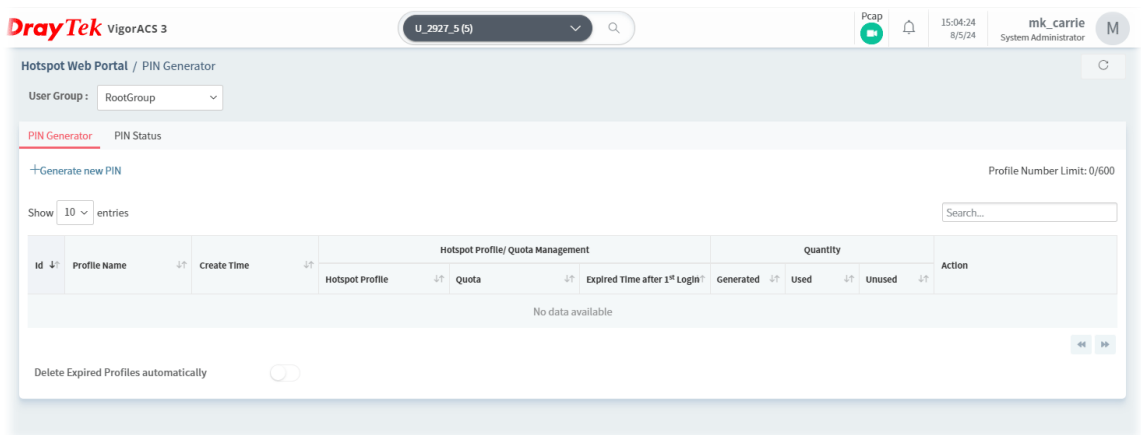 DrayTek VigorACS 3
U_2927_5 (5)
Pcap
15:04:24
8/5/24
mk_carrie
System Administrator
M
Hotspot Web Portal / PIN Generator
User Group : RootGroup
PIN Generator PIN Status
+Generate new PIN
Profile Number Limit: 0/600
Show 10 entries
Search...
Hotspot Profile/ Quota Management Quantity
Id Profile Name Create Time Action
Hotspot Profile Quota Expired Time after 1st Login Generated Used Unused
No data available
Delete Expired Profiles automatically